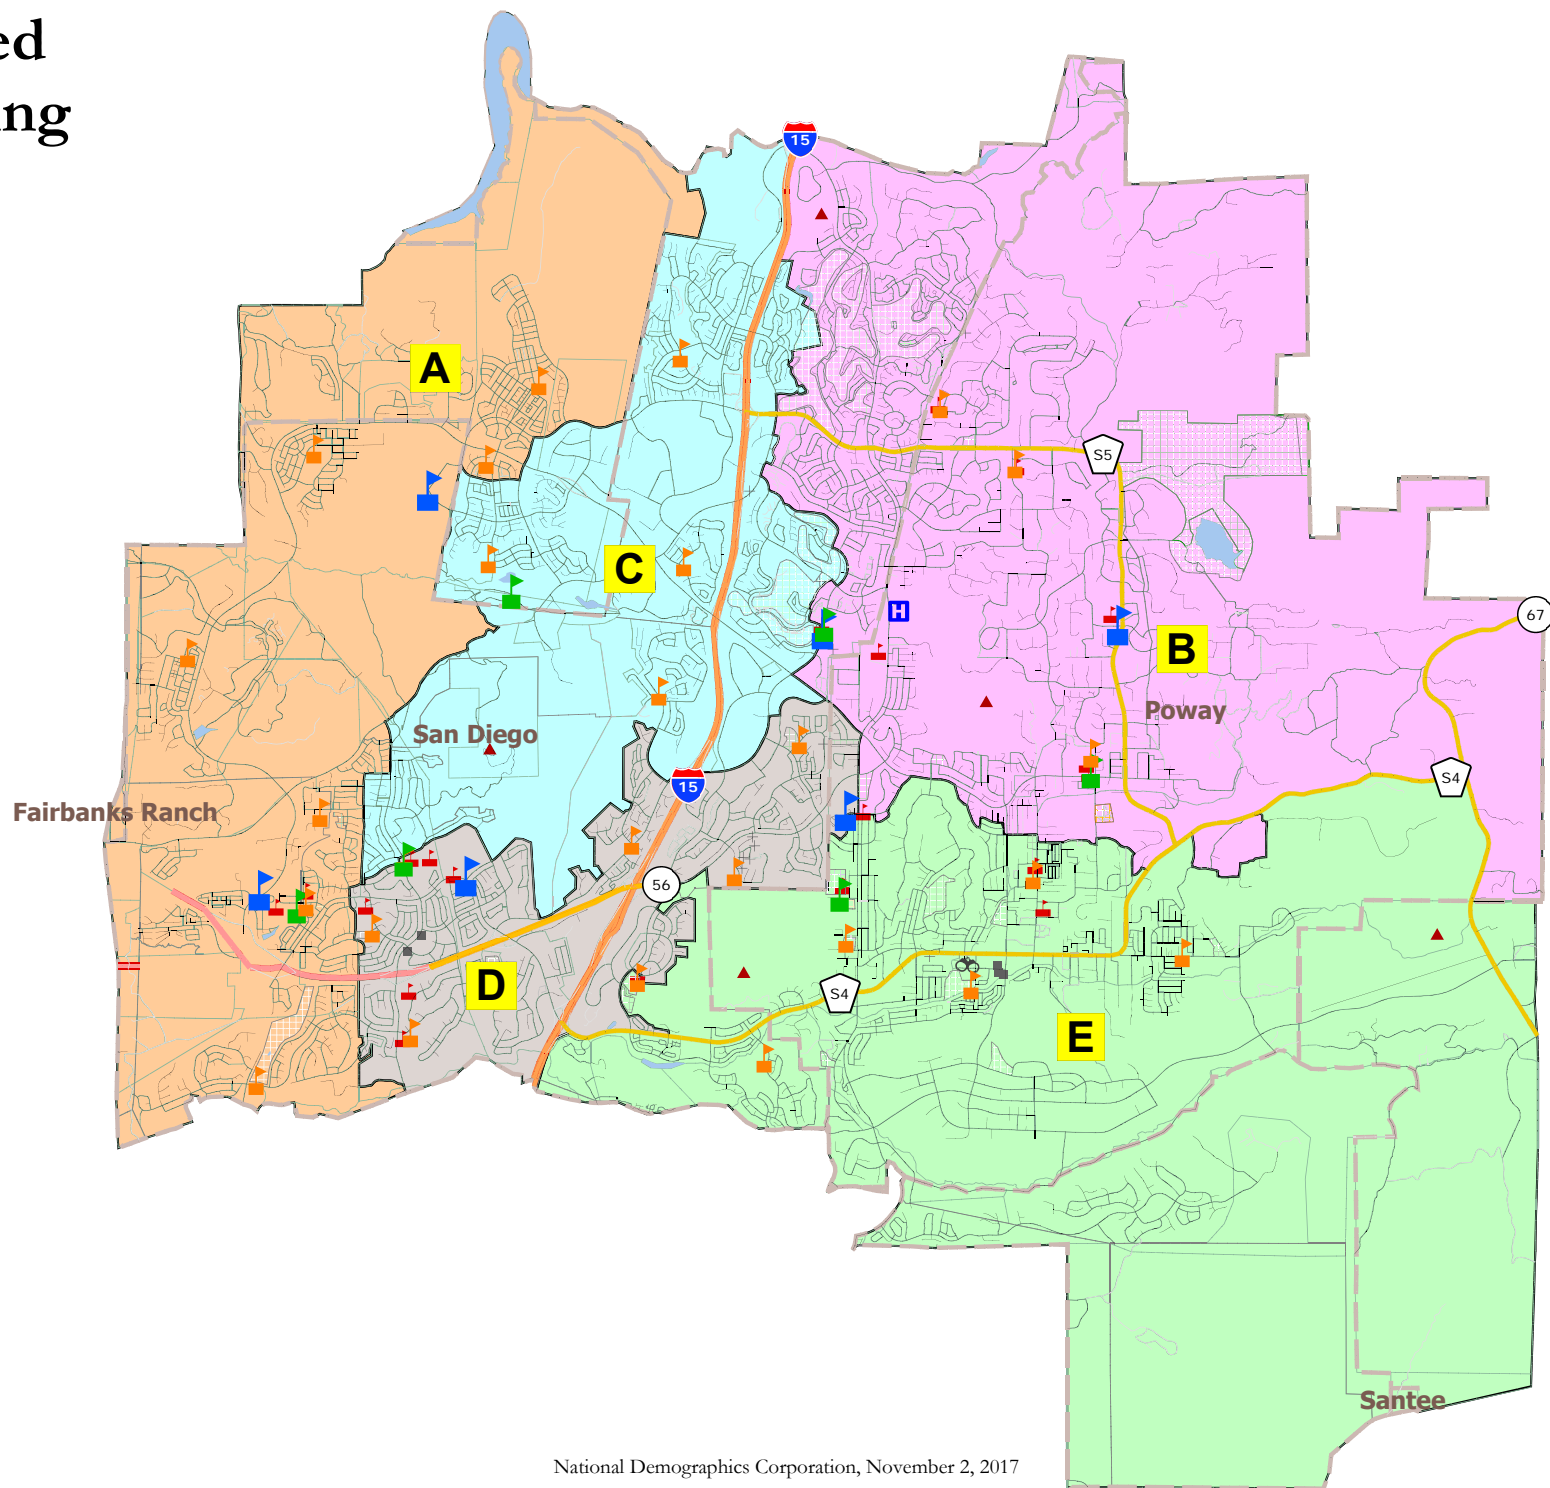 ed
ing
15
A
S5
C
H
67
B
Poway
San Diego
15
S4
Fairbanks Ranch
56
D
S4
E
Santee
National Demographics Corporation, November 2, 2017